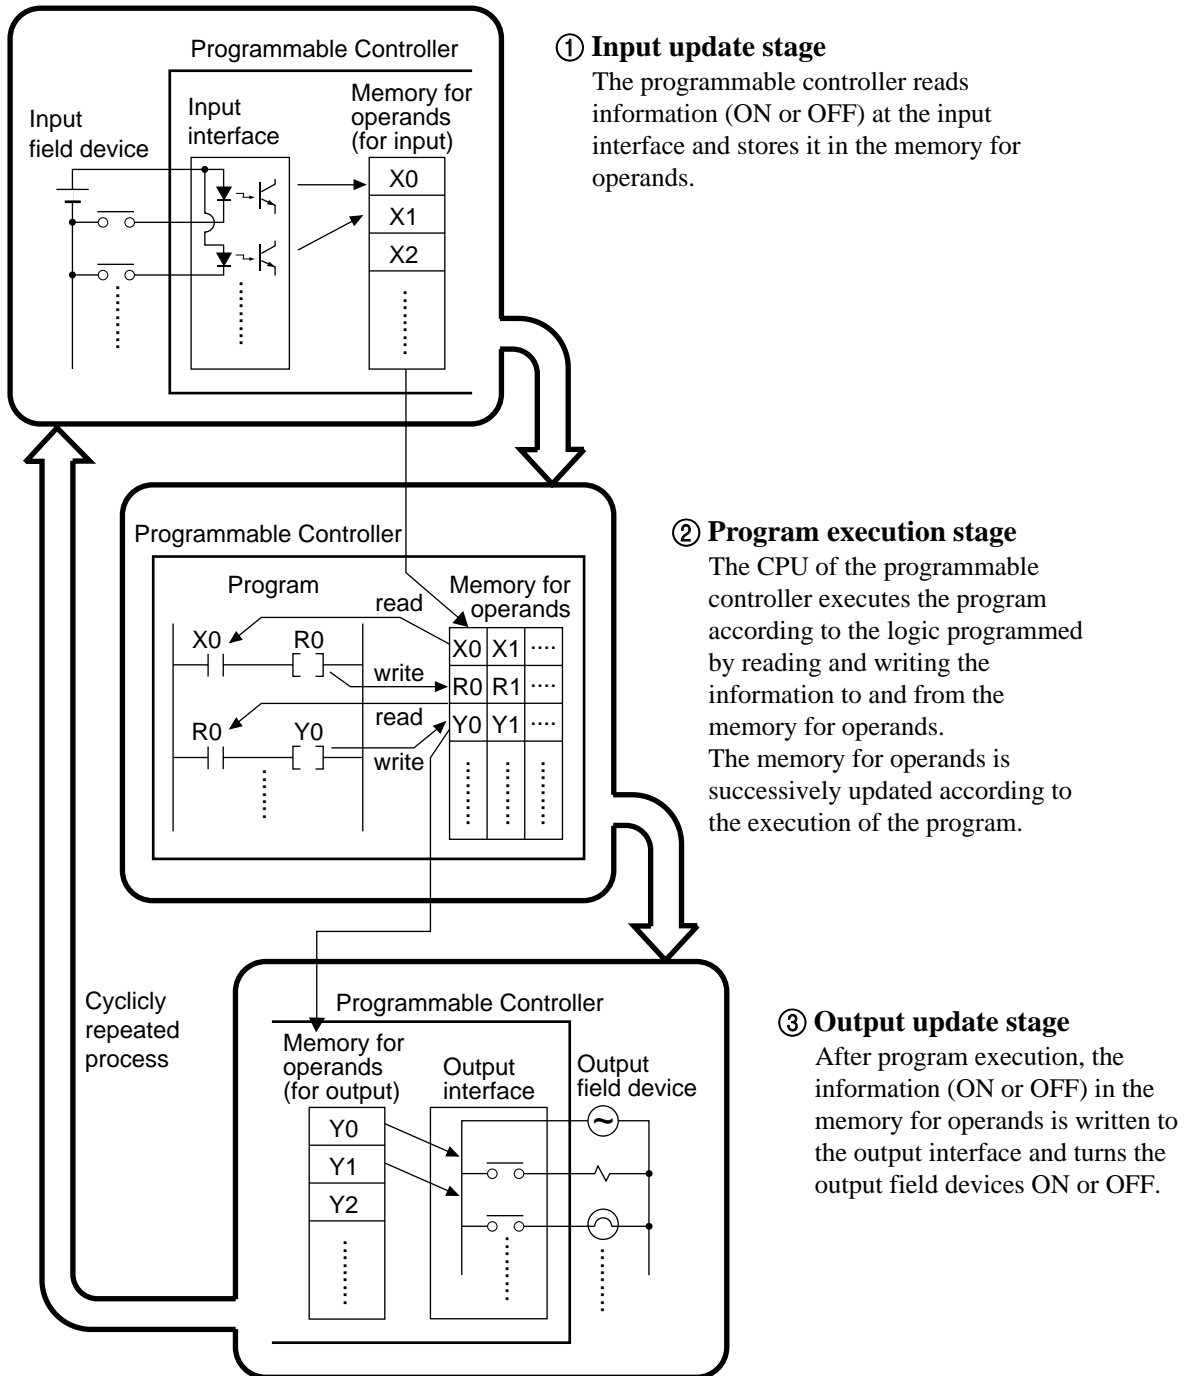 Programmable Controller
Input
field device
Input
interface
Memory for
operands
(for input)
X0
X1
X2
① Input update stage
The programmable controller reads
information (ON or OFF) at the input
interface and stores it in the memory for
operands.
Programmable Controller
Program
Memory for
operands
read
X0 R0
write
read
R0 Y0
write
X0 X1 ....
R0 R1 ....
Y0 Y1 ....
② Program execution stage
The CPU of the programmable
controller executes the program
according to the logic programmed
by reading and writing the
information to and from the
memory for operands.
The memory for operands is
successively updated according to
the execution of the program.
Cyclicly
repeated
process
Programmable Controller
Memory for
operands
(for output)
Output
interface
Output
field device
Y0
Y1
Y2
③ Output update stage
After program execution, the
information (ON or OFF) in the
memory for operands is written to
the output interface and turns the
output field devices ON or OFF.